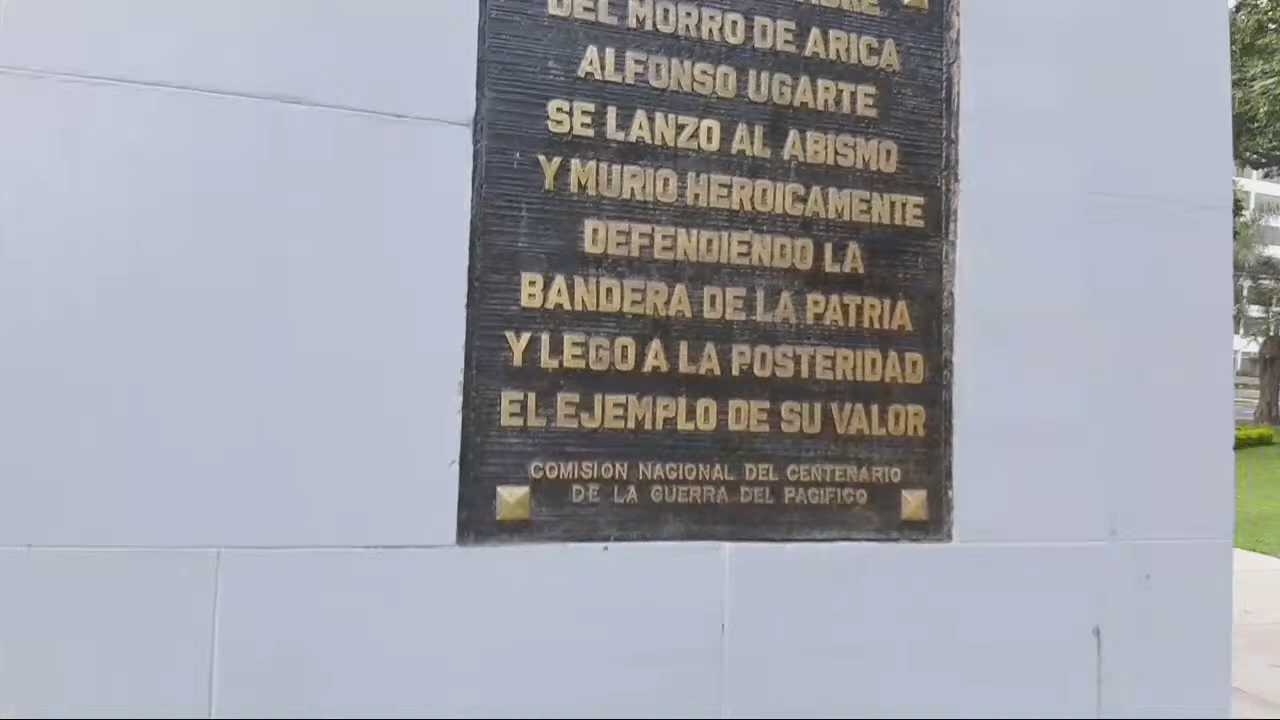 DEL MORRO DE ARICA
ALFONSO UGARTE
SE LANZO AL ABISMO
Y MURIO HEROICAMENTE
DEFENDIENDO LA
BANDERA DE LA PATRIA
Y LEGO A LA POSTERIDAD
EL EJEMPLO DE SU VALOR
COMISION NACIONAL DEL CENTENARIO
DE LA GUERRA DEL PACIFICO